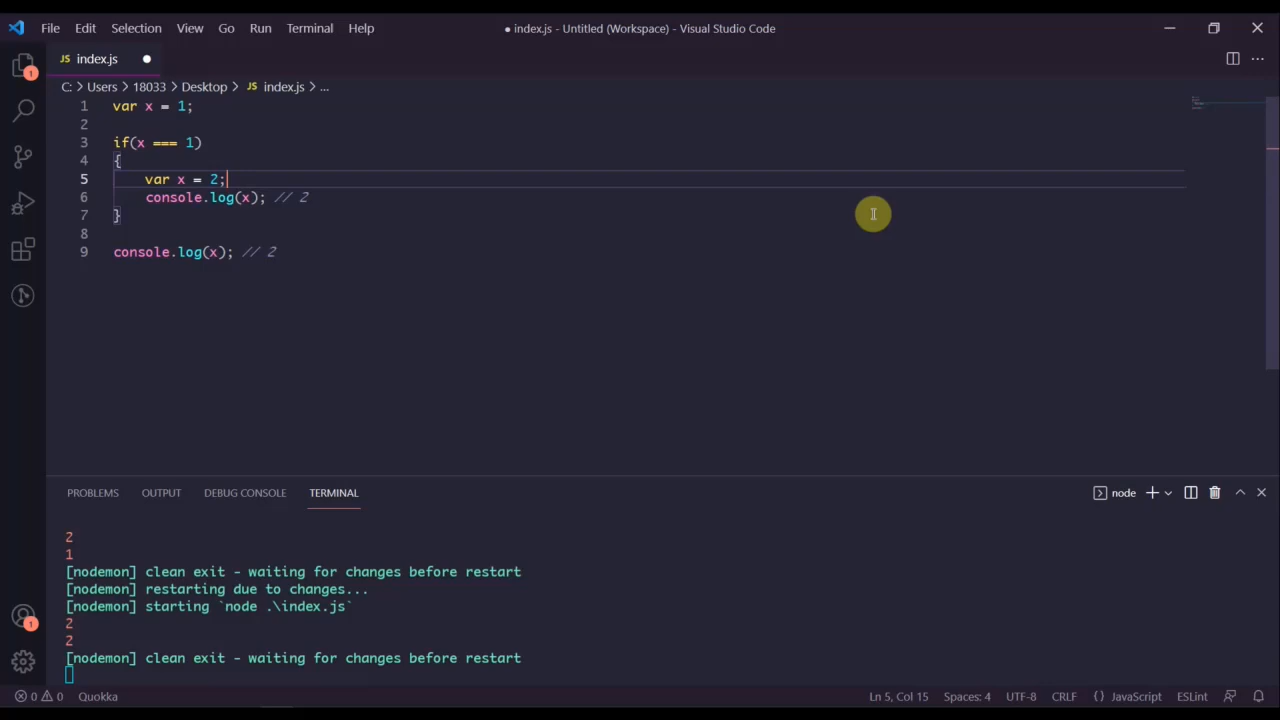 File Edit Selection View Go Run Terminal Help ● index.js - Untitled (Workspace) - Visual Studio Code
JS index.js ●
C: > Users > 18033 > Desktop > JS index.js > ...
1 var x = 1;
2
3 if(x === 1)
4 {
5 var x = 2;
6 console.log(x); // 2
7 }
8
9 console.log(x); // 2
PROBLEMS OUTPUT DEBUG CONSOLE TERMINAL node
2
1
[nodemon] clean exit - waiting for changes before restart
[nodemon] restarting due to changes...
[nodemon] starting `node .\index.js`
2
2
[nodemon] clean exit - waiting for changes before restart
1
1
0 0 Quokka Ln 5, Col 15 Spaces: 4 UTF-8 CRLF {} JavaScript ESLint